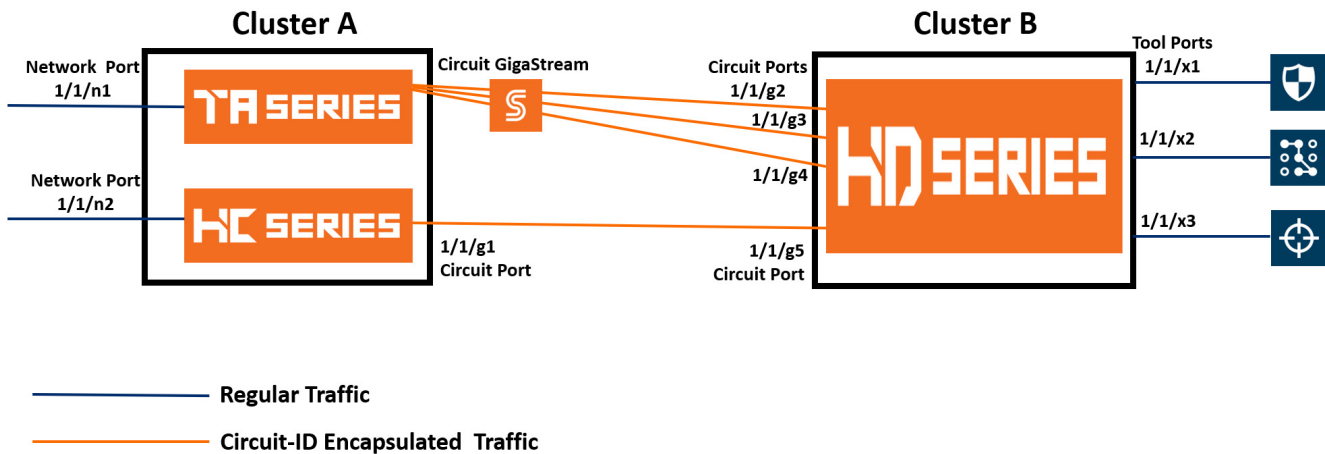 Cluster A
Cluster B
Network  Port
1/1/n1
TA SERIES
Circuit GigaStream
S
Circuit Ports
1/1/g2
1/1/g3
1/1/g4
HD SERIES
Tool Ports
1/1/x1
1/1/x2
1/1/x3
Network Port
1/1/n2
HC SERIES
1/1/g1
Circuit Port
1/1/g5
Circuit Port
Regular Traffic
Circuit-ID Encapsulated  Traffic